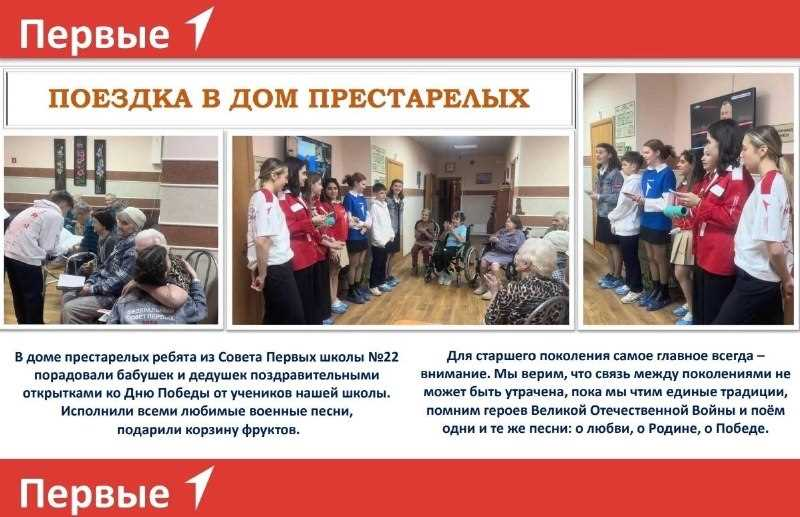 Первые
ПОЕЗДКА В ДОМ ПРЕСТАРЕЛЫХ
ФЕДЕРАЛЬНЫЙ
СОВЕТ ПЕРВЫХ
В доме престарелых ребята из Совета Первых школы №22
порадовали бабушек и дедушек поздравительными
открытками ко Дню Победы от учеников нашей школы.
Исполнили всеми любимые военные песни,
подарили корзину фруктов.
Для старшего поколения самое главное всегда –
внимание. Мы верим, что связь между поколениями не
может быть утрачена, пока мы чтим единые традиции,
помним героев Великой Отечественной Войны и поём
одни и те же песни: о любви, о Родине, о Победе.
Первые